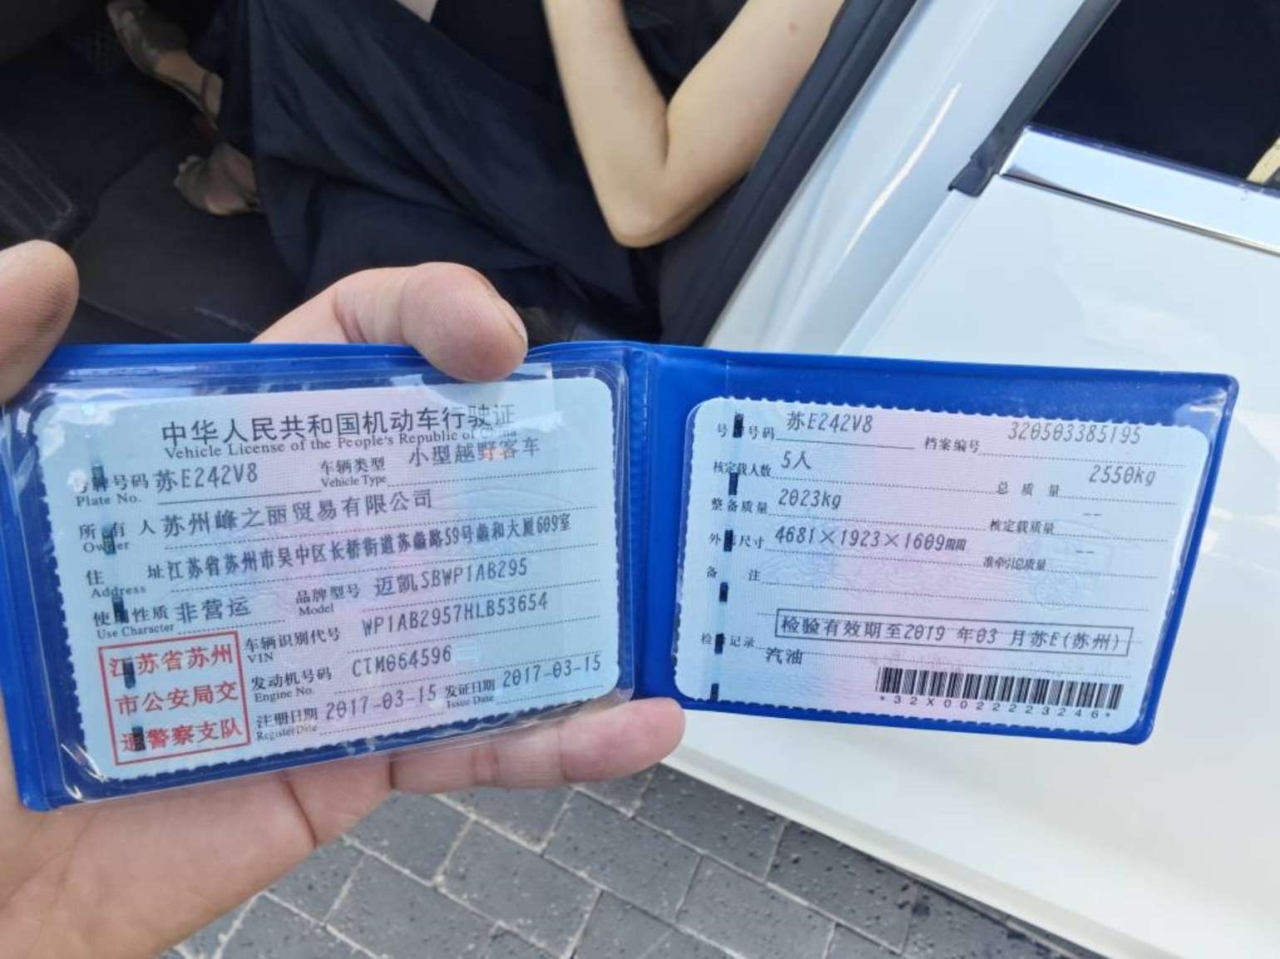 中华人民共和国机动车行驶证
Vehicle License of the People's Republic of China
号牌号码 苏E242V8 车辆类型 小型越野客车
Plate No. Vehicle Type
所有人 苏州峰之丽贸易有限公司
Owner
住址 江苏省苏州市吴中区长桥街道苏蠡路59号蠡和大厦609室
Address
使用性质 非营运 品牌型号 迈凯SBWP1AB295
Use Character Model
江苏省苏州
市公安局交
通警察支队
车辆识别代号 WP1AB2957HLB53654
VIN
发动机号码 CTM064596
Engine No.
注册日期 2017-03-15 发证日期 2017-03-15
Register Date Issue Date
号牌号码 苏E242V8 档案编号 320503385195
核定载人数 5人 总质量 2550kg
整备质量 2023kg 核定载质量 --
外廓尺寸 4681×1923×1609mm 准牵引总质量 --
备注
检验有效期至2019 年03 月苏E(苏州)
检验记录
汽油
*32X0022223246*